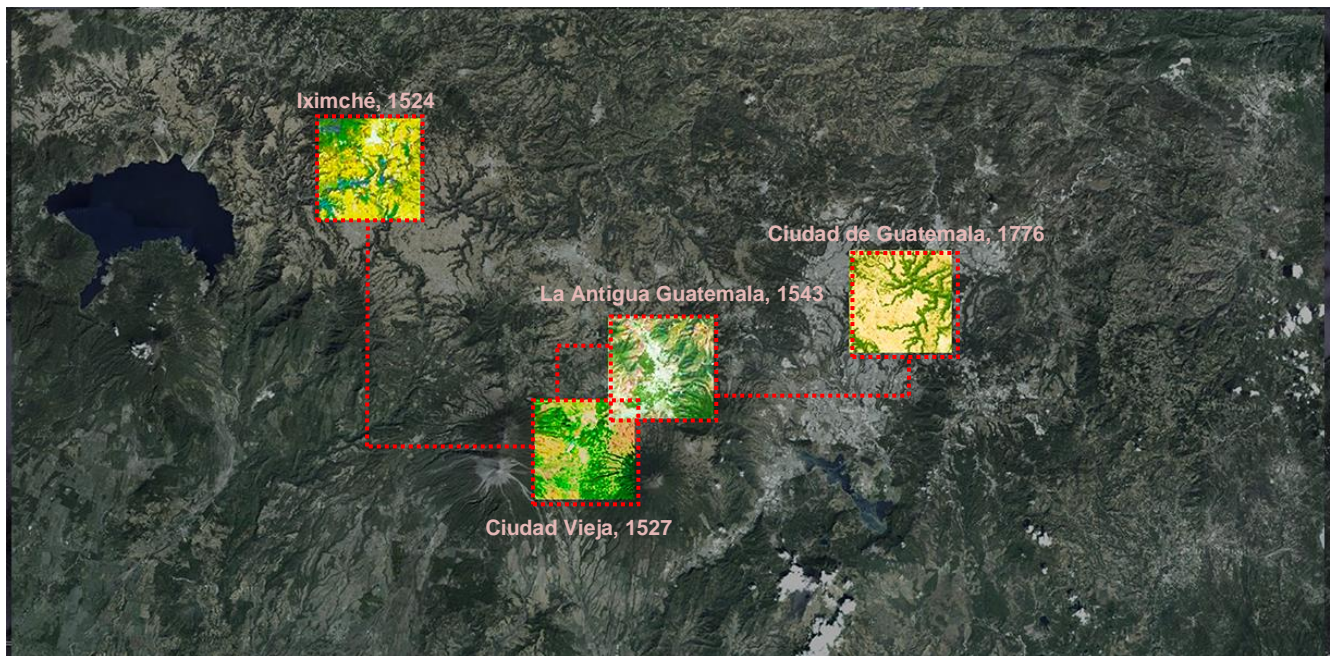 Iximché, 1524
Ciudad de Guatemala, 1776
La Antigua Guatemala, 1543
Ciudad Vieja, 1527